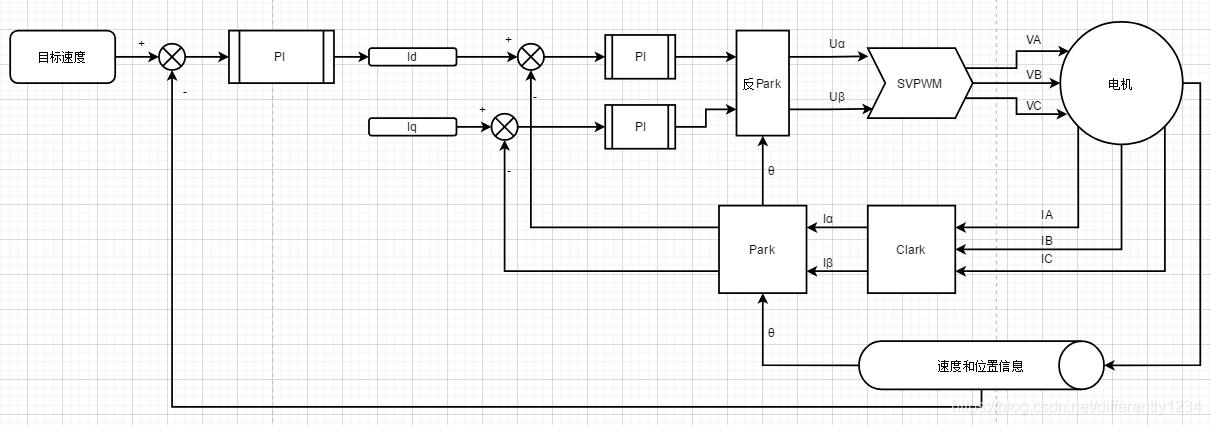 目标速度
+
-
PI
Id
Iq
+
-
+
-
PI
PI
反Park
Uα
Uβ
SVPWM
VA
VB
VC
电机
θ
Park
Iα
Iβ
Clark
IA
IB
IC
θ
速度和位置信息
https://blog.csdn.net/differently1234